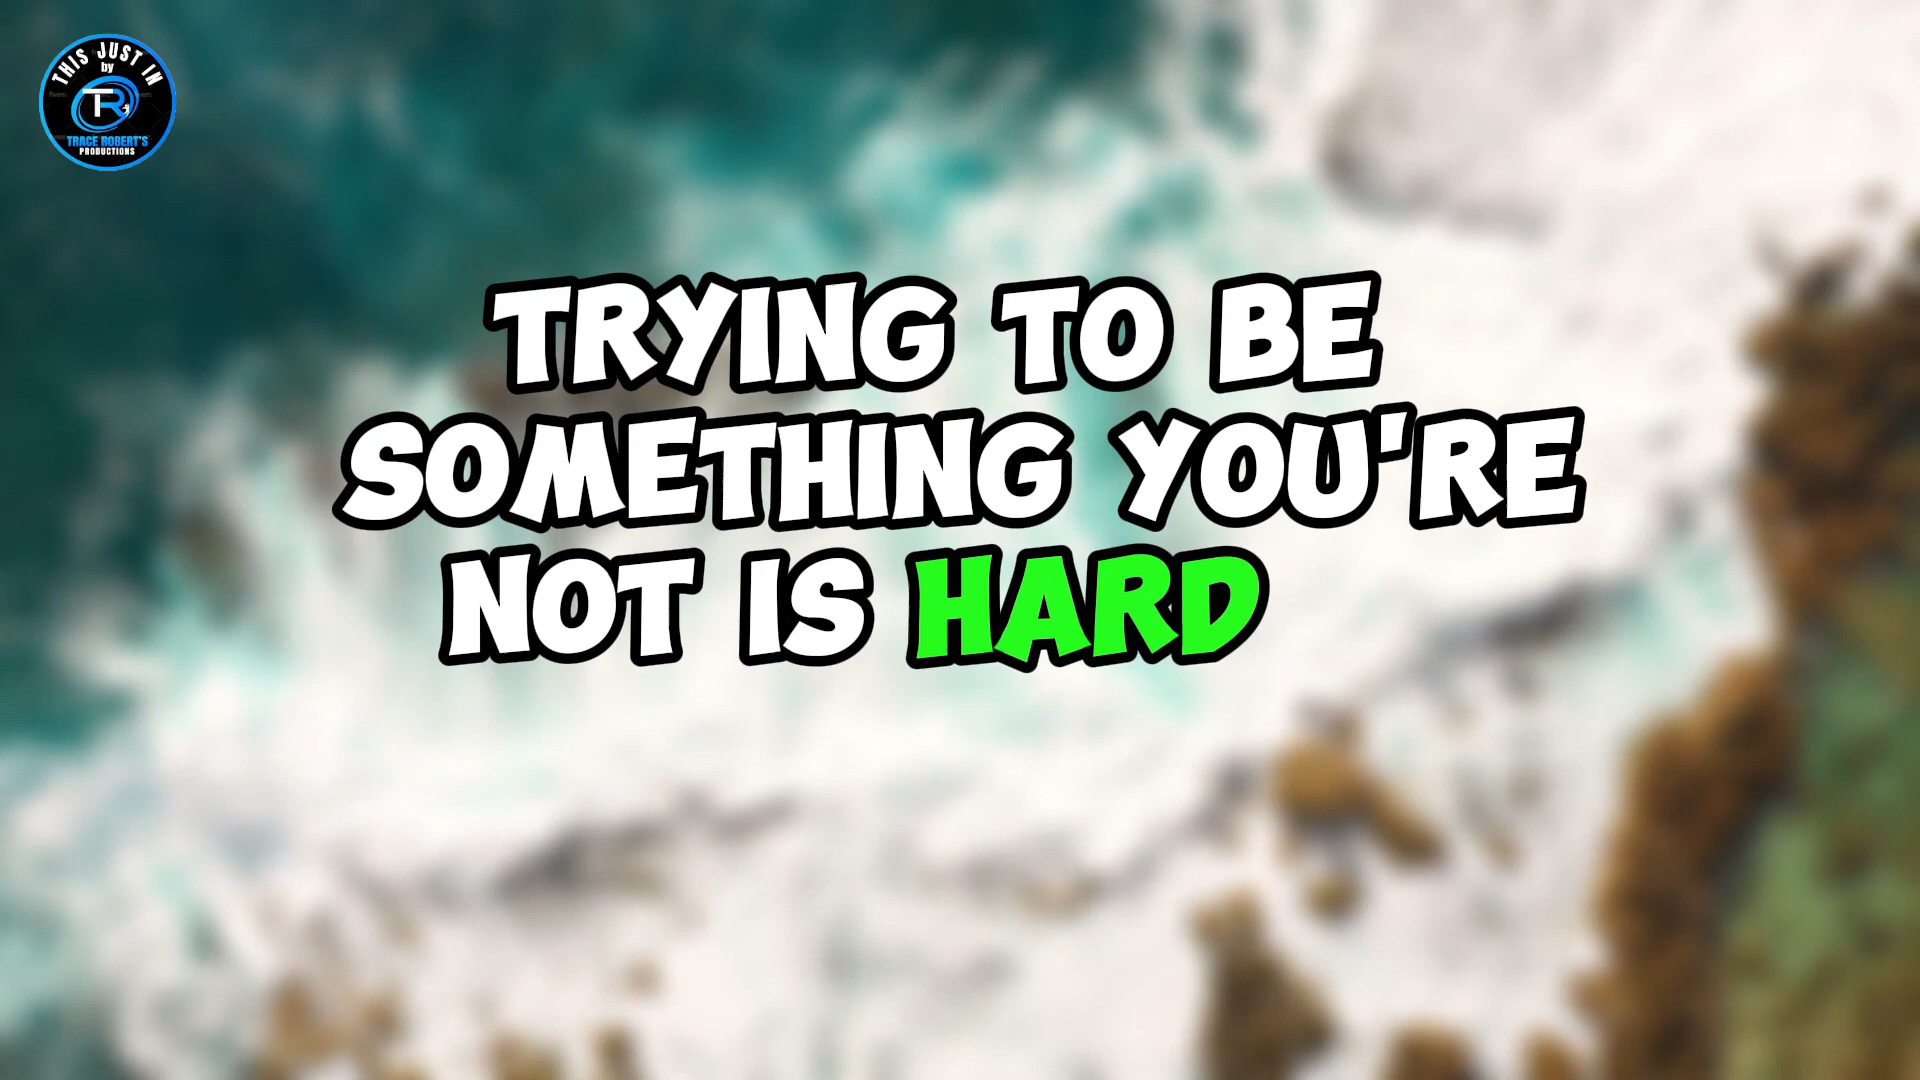 THIS JUST IN
by
TR
TRACE ROBERT'S
PRODUCTIONS
TRYING TO BE
SOMETHING YOU'RE
NOT IS HARD